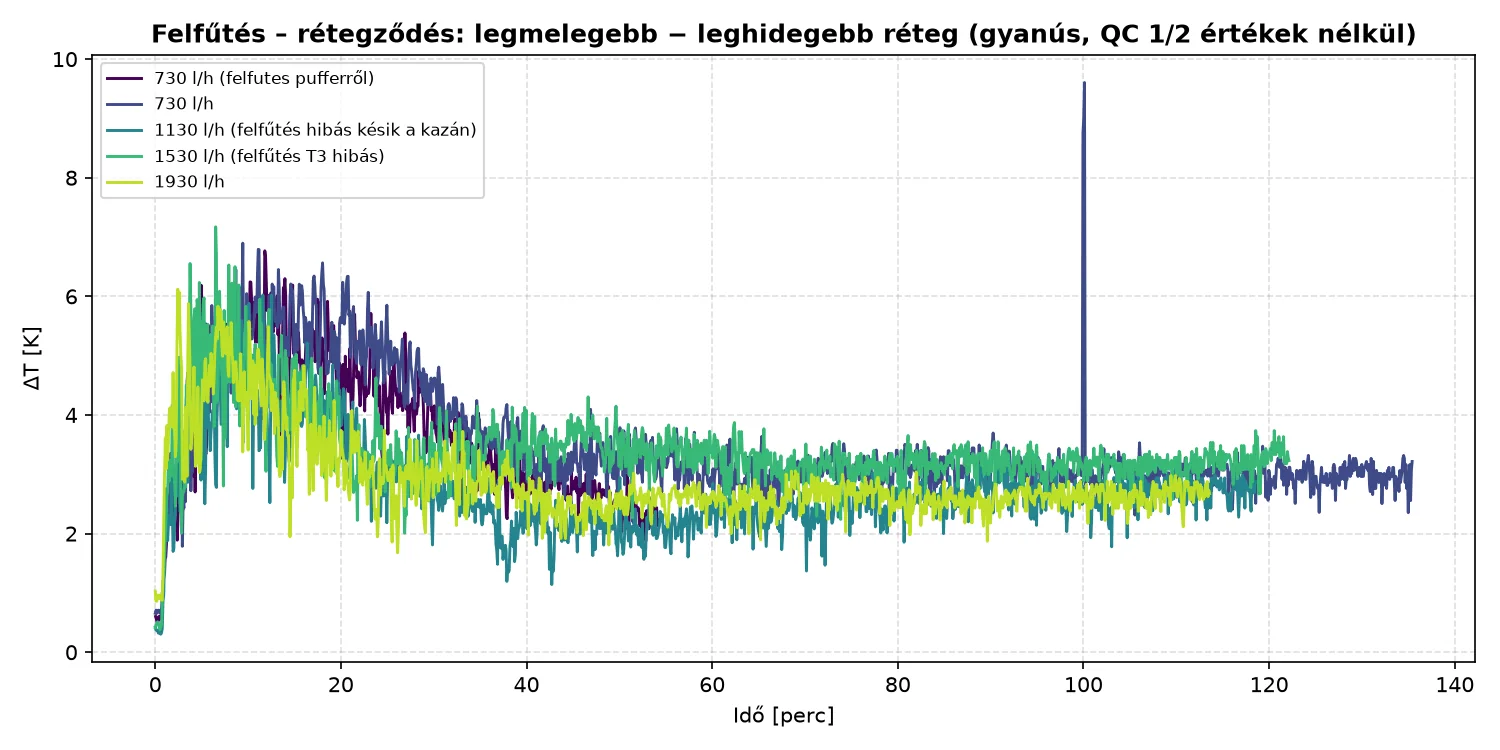 Felfűtés – rétegződés: legmelegebb − leghidegebb réteg (gyanús, QC 1/2 értékek nélkül)
730 l/h (felfutes pufferről)
730 l/h
1130 l/h (felfűtés hibás késik a kazán)
1530 l/h (felfűtés T3 hibás)
1930 l/h
10
8
6
4
2
0
ΔT [K]
0 20 40 60 80 100 120 140
Idő [perc]